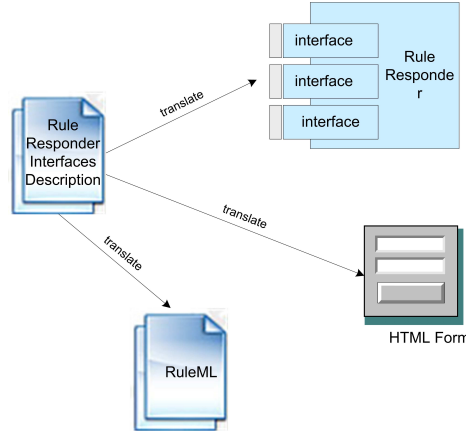 interface
interface
interface
Rule
Responde
r
translate
Rule
Responder
Interfaces
Description
translate
translate
HTML Form
RuleML